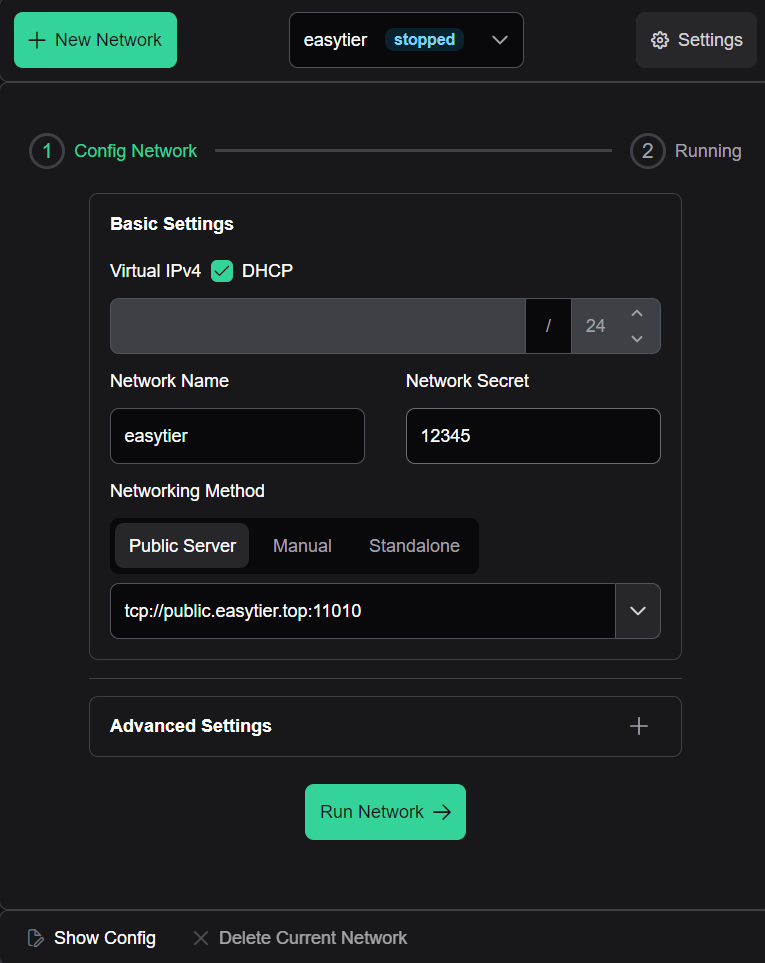 New Network
easytier stopped
Settings
1 Config Network
2 Running
Basic Settings
Virtual IPv4 DHCP
/ 24
Network Name Network Secret
easytier 12345
Networking Method
Public Server Manual Standalone
tcp://public.easytier.top:11010
Advanced Settings
Run Network
Show Config Delete Current Network